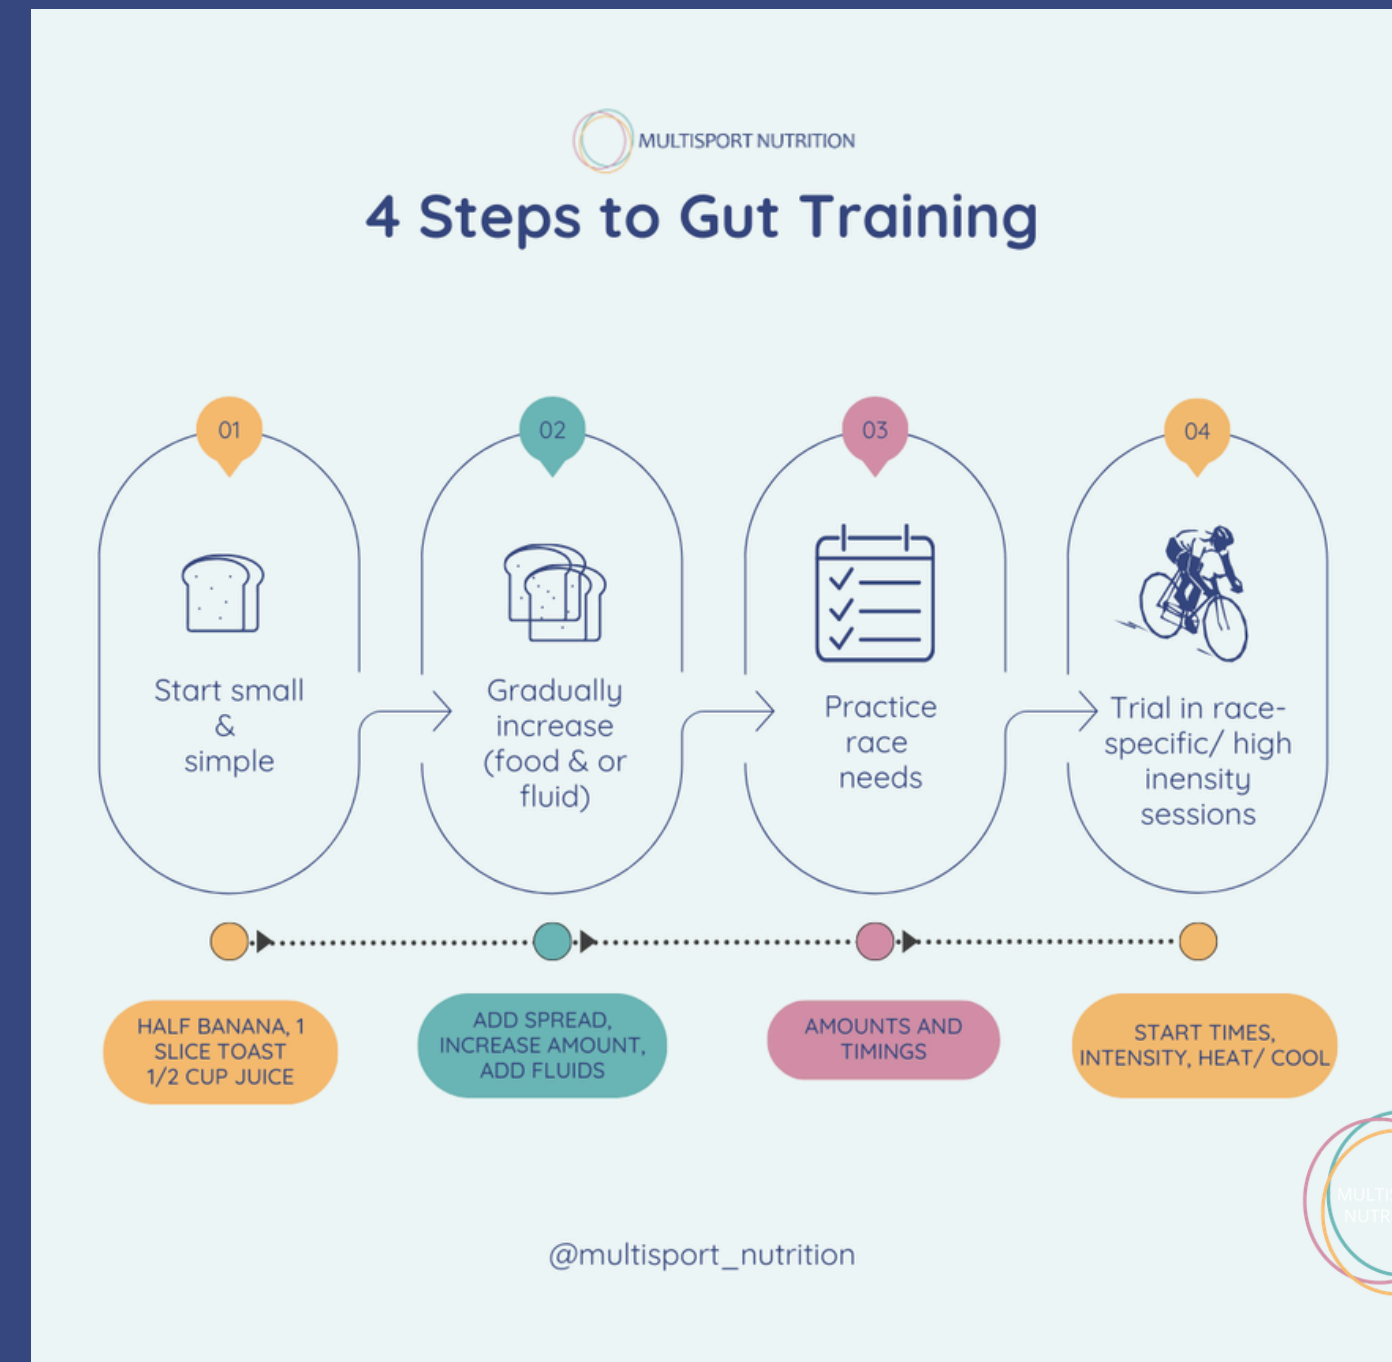 MULTISPORT NUTRITION
4 Steps to Gut Training
01
Start small
&
simple
HALF BANANA, 1
SLICE TOAST
1/2 CUP JUICE
02
Gradually
increase
(food & or
fluid)
ADD SPREAD,
INCREASE AMOUNT,
ADD FLUIDS
03
Practice
race
needs
AMOUNTS AND
TIMINGS
04
Trial in race-
specific/ high
inensity
sessions
START TIMES,
INTENSITY, HEAT/ COOL
@multisport_nutrition